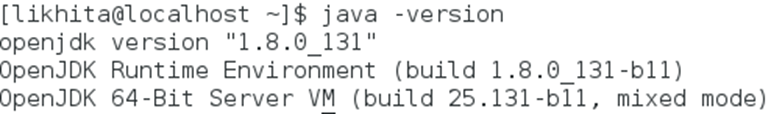 [likhita@localhost ~]$ java -version
openjdk version "1.8.0_131"
OpenJDK Runtime Environment (build 1.8.0_131-b11)
OpenJDK 64-Bit Server VM (build 25.131-b11, mixed mode)